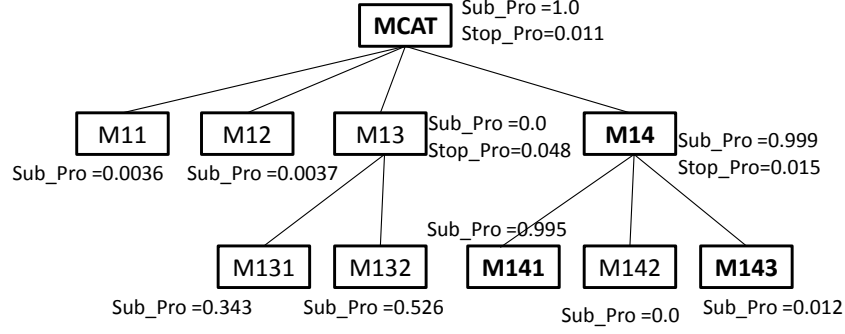 MCAT
Sub_Pro =1.0
Stop_Pro=0.011
M11
M12
M13
Sub_Pro =0.0
Stop_Pro=0.048
M14
Sub_Pro =0.999
Stop_Pro=0.015
Sub_Pro =0.0036
Sub_Pro =0.0037
Sub_Pro =0.995
M131
M132
M141
M142
M143
Sub_Pro =0.343
Sub_Pro =0.526
Sub_Pro =0.0
Sub_Pro =0.012